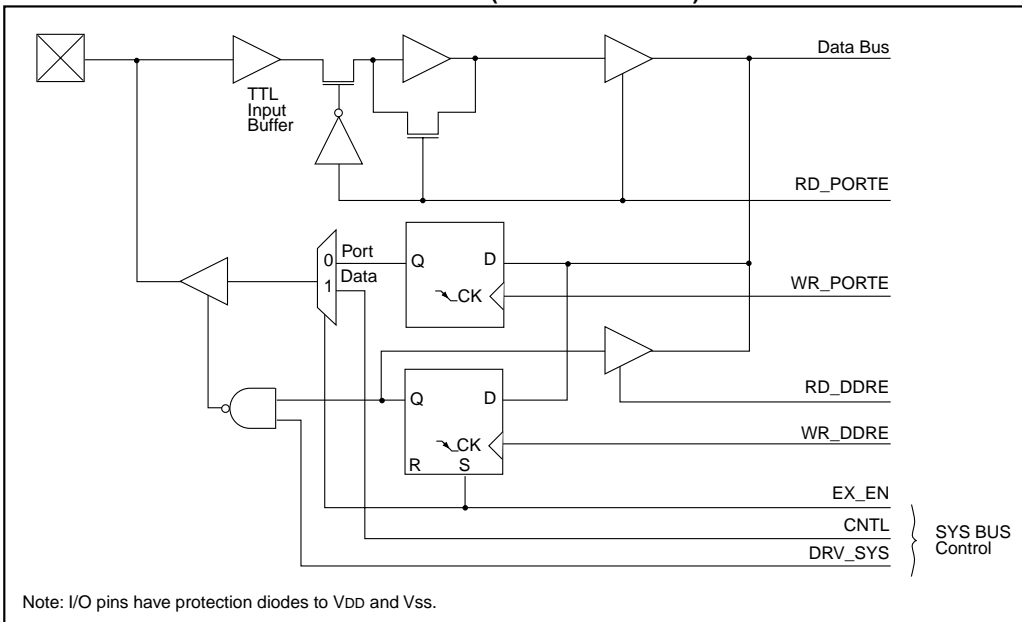 Data Bus
TTL
Input
Buffer
RD_PORTE
0
Port
1
Data
Q
D
CK
WR_PORTE
RD_DDRE
Q
D
WR_DDRE
CK
R
S
EX_EN
CNTL
DRV_SYS
SYS BUS
Control
Note: I/O pins have protection diodes to VDD and Vss.